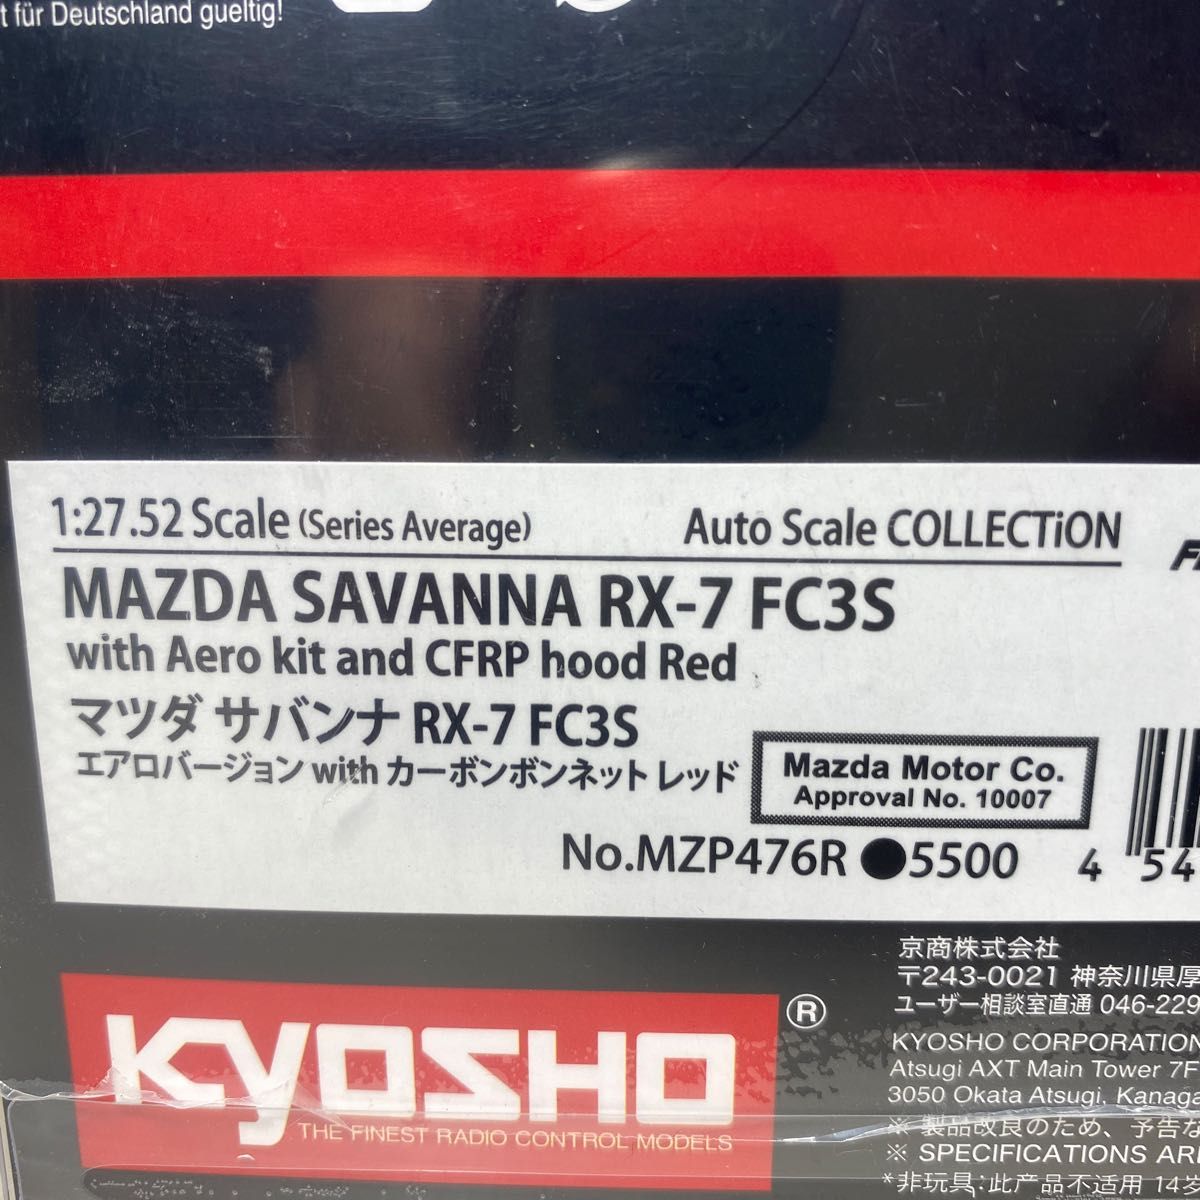 t für Deutschland gueltig!
1:27.52 Scale (Series Average)
Auto Scale COLLECTiON
MAZDA SAVANNA RX-7 FC3S
with Aero kit and CFRP hood Red
マツダ サバンナ RX-7 FC3S
エアロバージョン with カーボンボンネット レッド
Mazda Motor Co.
Approval No. 10007
No.MZP476R ●5500
4 54
京商株式会社
〒243-0021 神奈川県厚
ユーザー相談室直通 046-229
KYOSHO CORPORATION
Atsugi AXT Main Tower 7F
3050 Okata Atsugi, Kanaga
※ 製品改良のため、予告な
※ SPECIFICATIONS AR
*非玩具:此产品不适用 14岁
KYOSHO ®
THE FINEST RADIO CONTROL MODELS